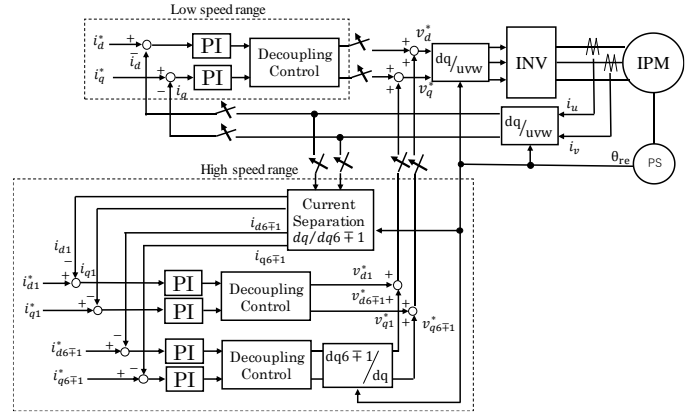 Low speed range
i*d + PI v*d
− id Decoupling Control + + dq/uvw INV IPM
i*q + PI
− iq + + v*q
dq/uvw iu
iv
θre PS
High speed range
Current Separation dq/dq6∓1
id6∓1
iq6∓1
id1
− iq1
i*d1 + PI Decoupling Control v*d1 +
− v*d6∓1 +
i*q1 + PI v*q1 + + v*q6∓1
−
i*d6∓1 + PI Decoupling Control dq6∓1/dq
−
i*q6∓1 + PI